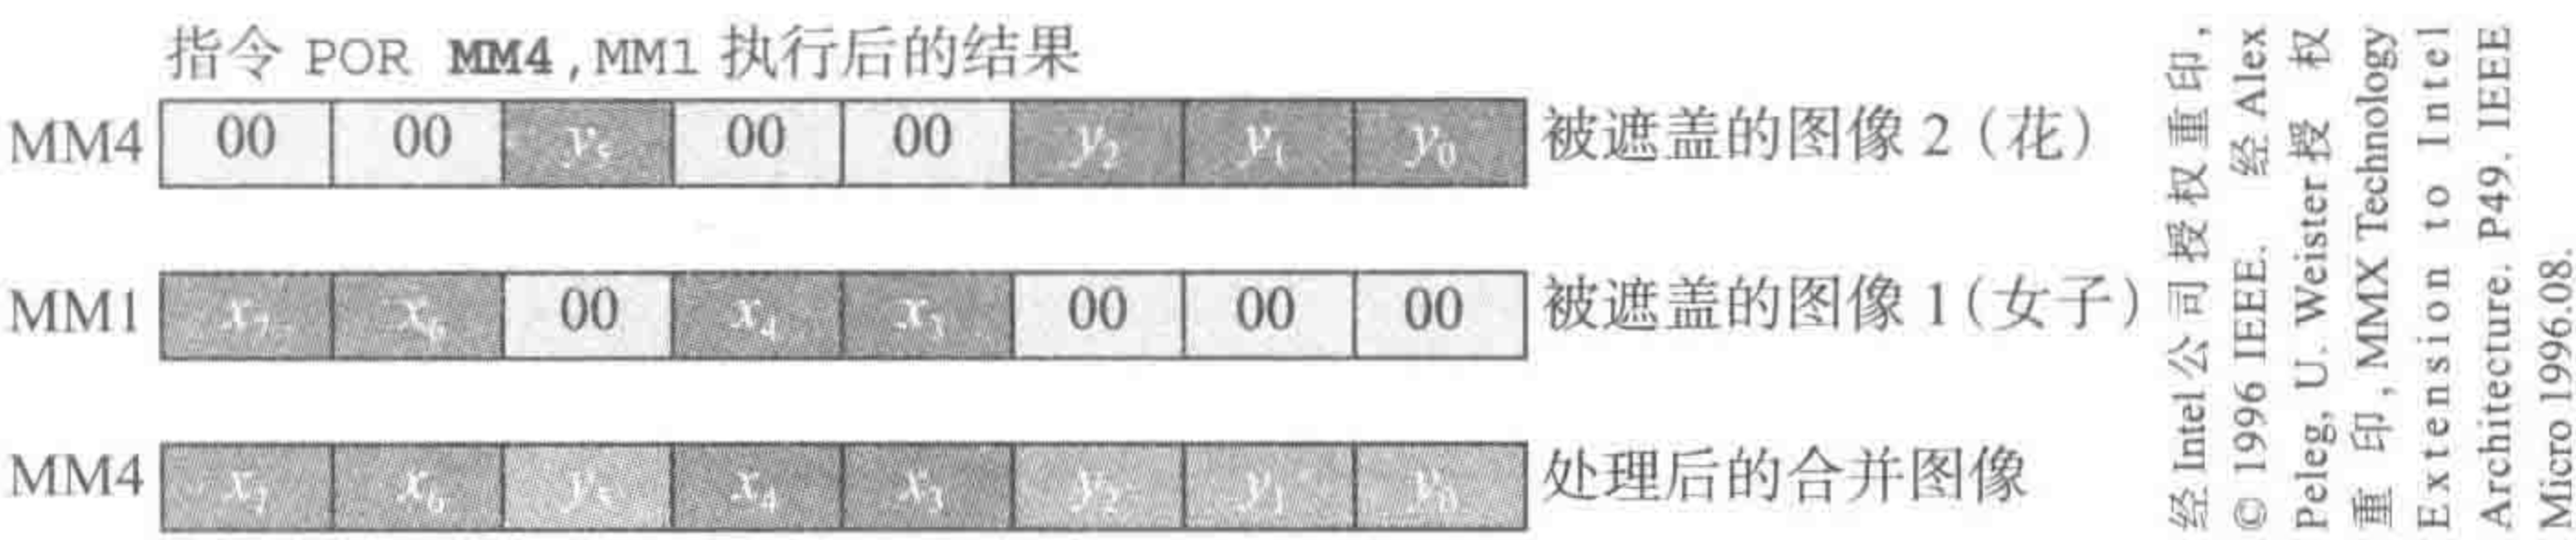 指令 POR MM4,MM1 执行后的结果
MM4 00 00 y₅ 00 00 y₂ y₁ y₀ 被遮盖的图像 2（花）
MM1 x₇ x₆ 00 x₄ x₃ 00 00 00 被遮盖的图像 1（女子）
MM4 x₇ x₆ y₅ x₄ x₃ y₂ y₁ y₀ 处理后的合并图像
经 Intel 公司授权重印，
© 1996 IEEE. 经 Alex
Peleg, U. Weister 授 权
重 印，MMX Technology
Extension to Intel
Architecture. P49. IEEE
Micro 1996.08.